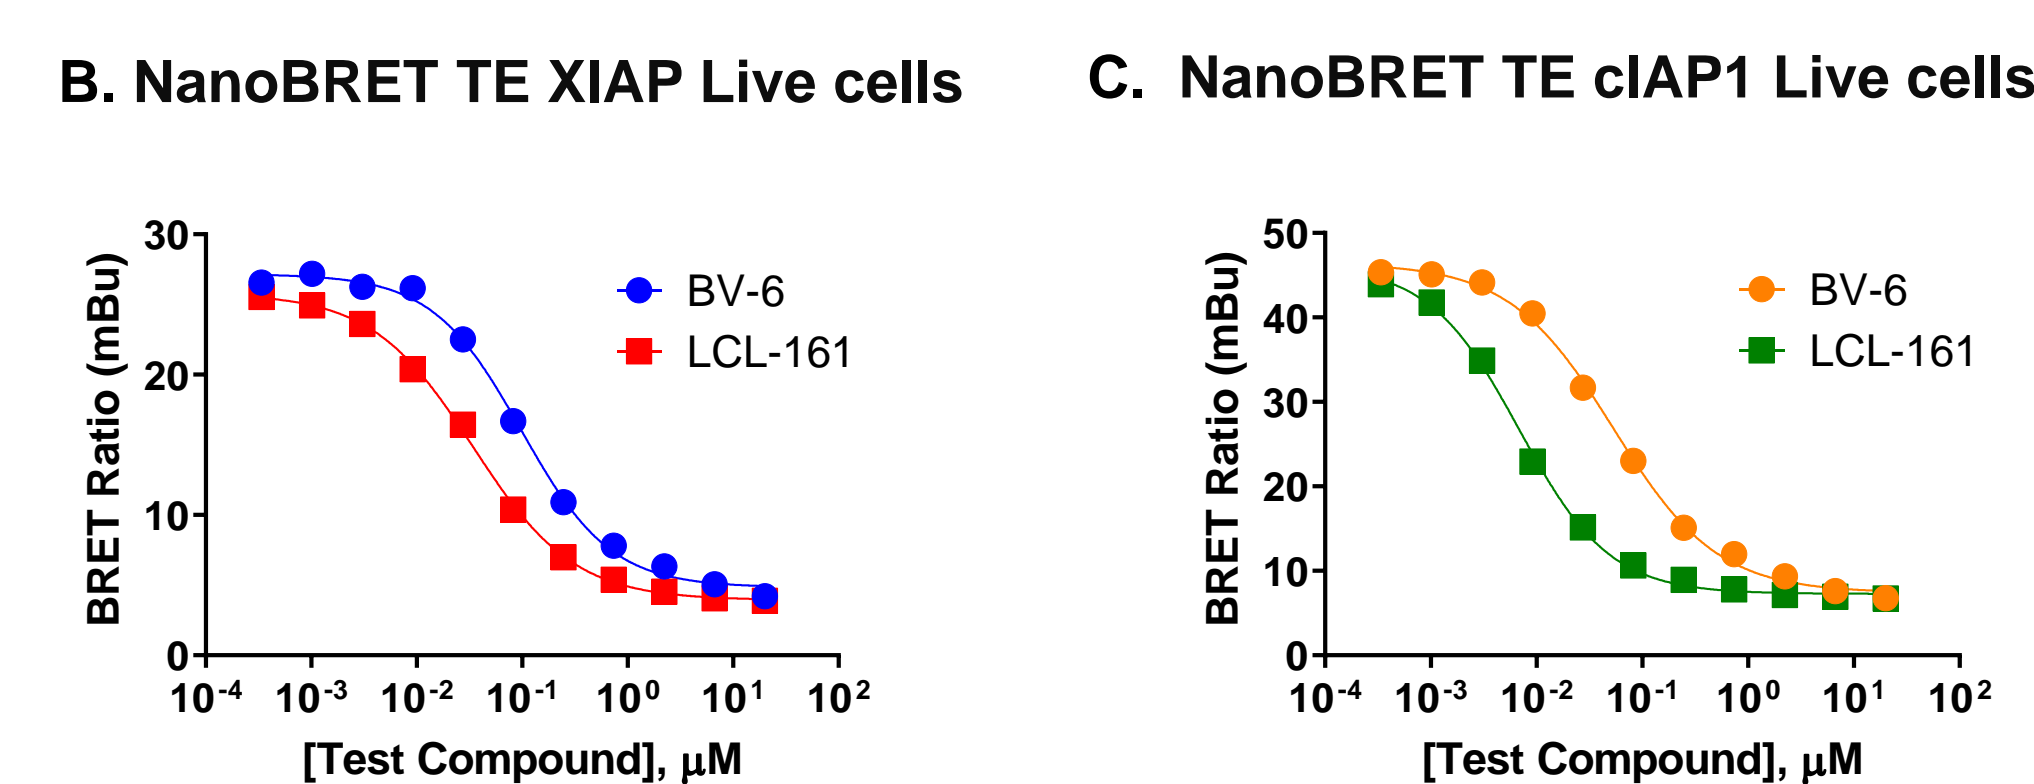 B. NanoBRET TE XIAP Live cells
30
20
10
0
BRET Ratio (mBu)
BV-6
LCL-161
10⁻⁴ 10⁻³ 10⁻² 10⁻¹ 10⁰ 10¹ 10²
[Test Compound], μM
C. NanoBRET TE cIAP1 Live cells
50
40
30
20
10
0
BRET Ratio (mBu)
BV-6
LCL-161
10⁻⁴ 10⁻³ 10⁻² 10⁻¹ 10⁰ 10¹ 10²
[Test Compound], μM